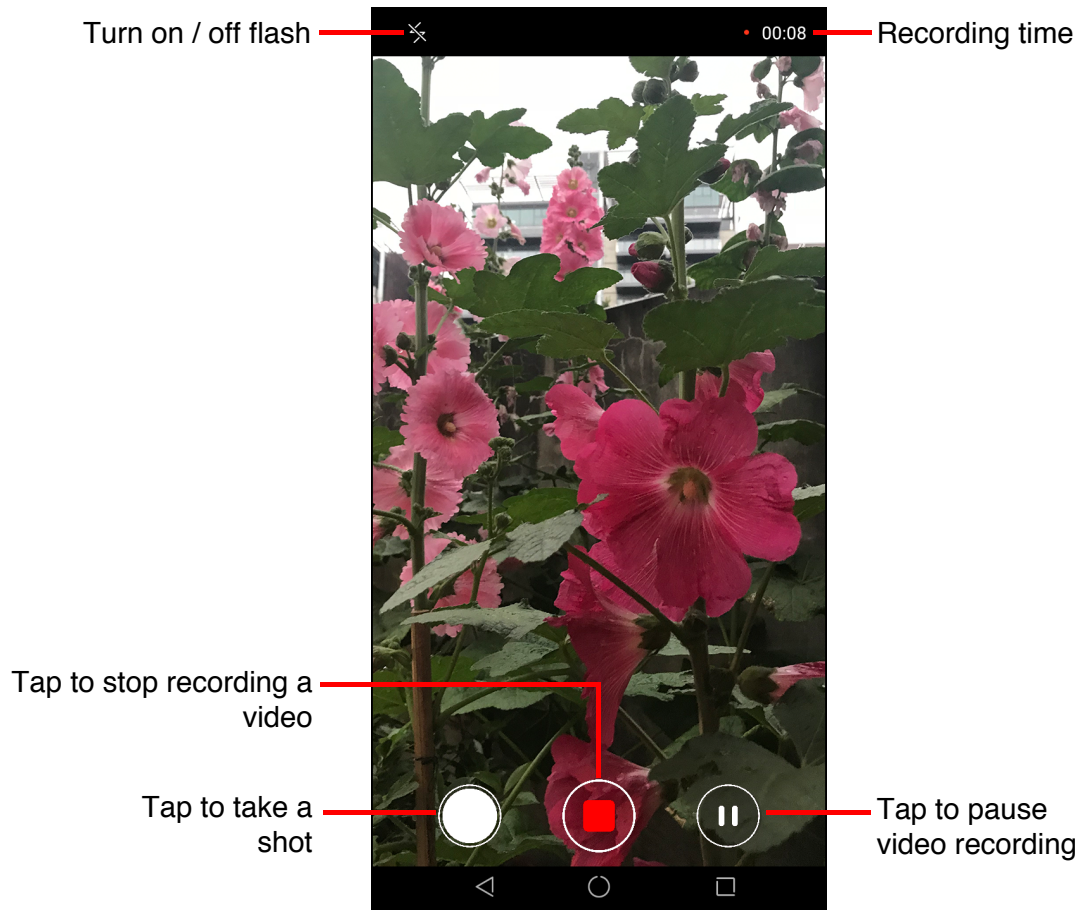 Turn on / off flash
00:08
Recording time
Tap to stop recording a
video
Tap to take a
shot
Tap to pause
video recording